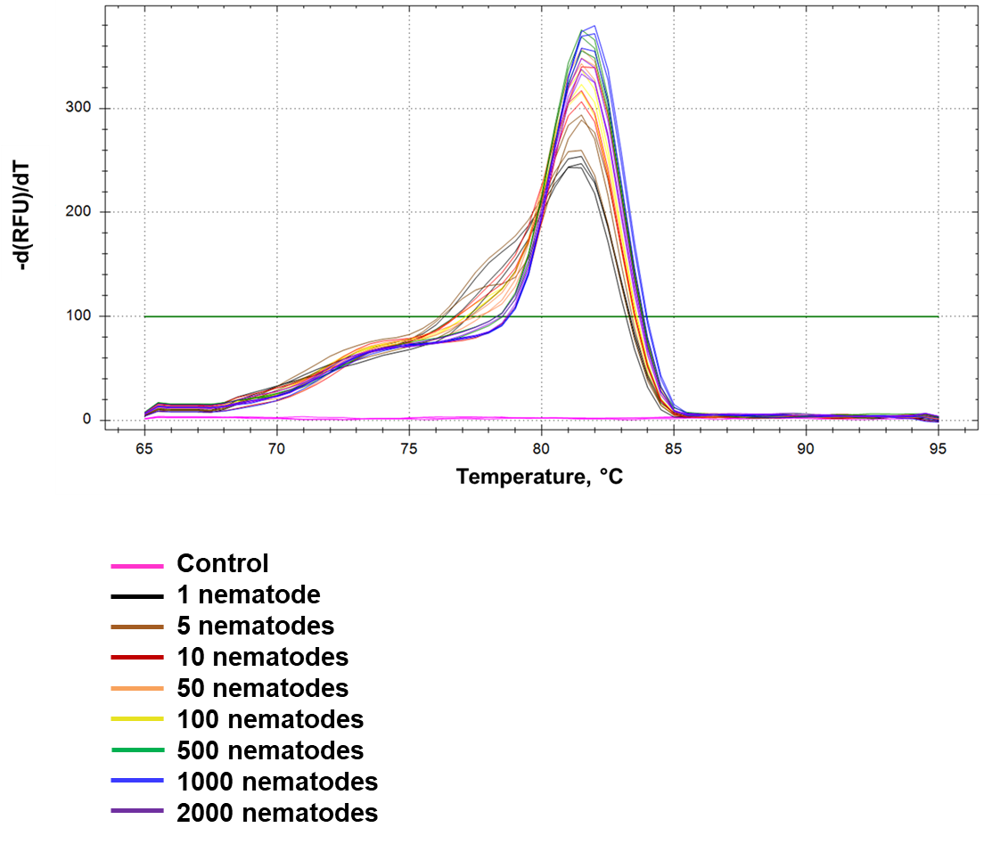 -d(RFU)/dT
300
200
100
0
65 70 75 80 85 90 95
Temperature, °C
Control
1 nematode
5 nematodes
10 nematodes
50 nematodes
100 nematodes
500 nematodes
1000 nematodes
2000 nematodes